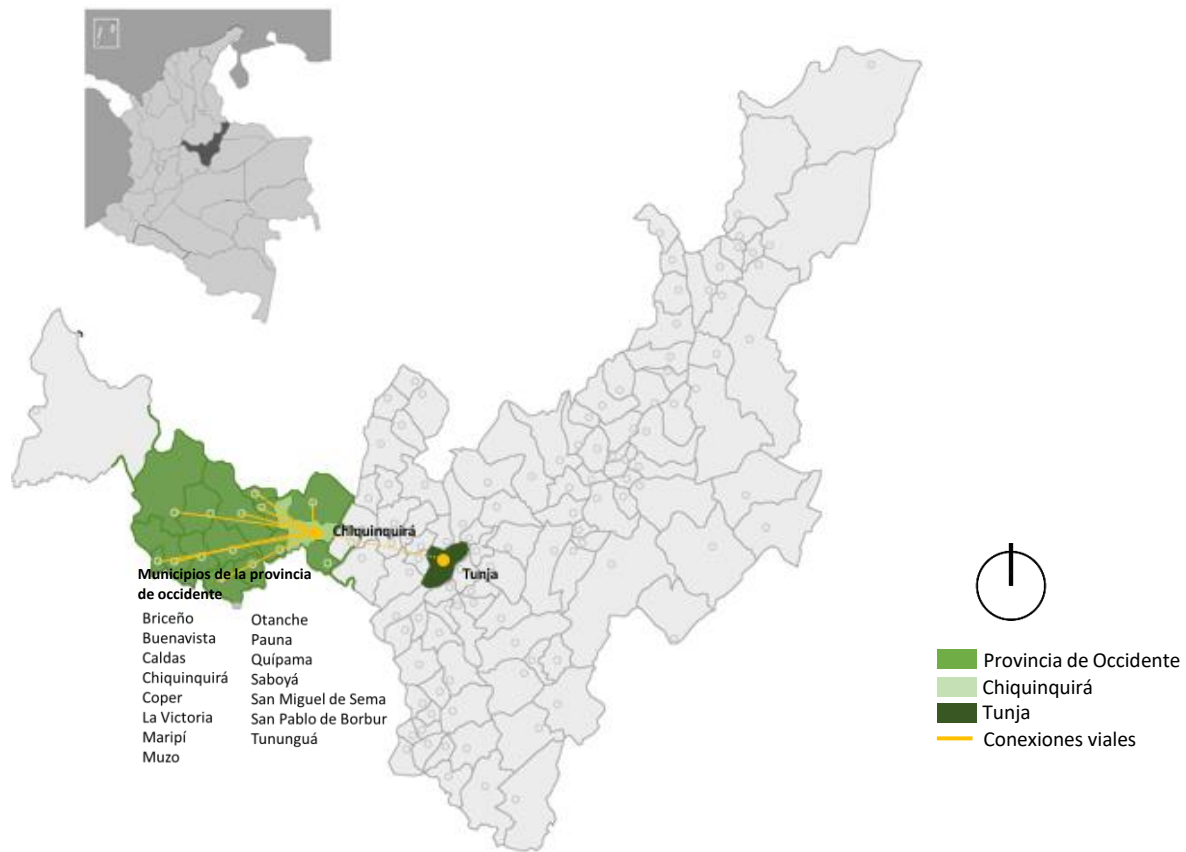 Chiquinquirá
Tunja
Municipios de la provincia
de occidente
Briceño
Buenavista
Caldas
Chiquinquirá
Coper
La Victoria
Maripí
Muzo
Otanche
Pauna
Quípama
Saboyá
San Miguel de Sema
San Pablo de Borbur
Tununguá
Provincia de Occidente
Chiquinquirá
Tunja
Conexiones viales